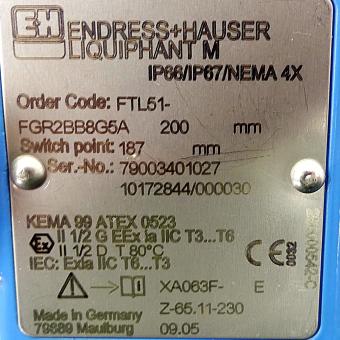 EH ENDRESS+HAUSER
LIQUIPHANT M
IP66/IP67/NEMA 4X
Order Code: FTL51-
FGR2BB8G5A 200 mm
Switch point: 187 mm
Ser.-No.: 79003401027
10172844/000030
KEMA 99 ATEX 0523
Ex II 1/2 G EEx ia IIC T3...T6
II 1/2 D T 80°C
IEC: ExIa IIC T6...T3
CE 0032
XA063F- E
Made in Germany Z-65.11-230
79689 Maulburg 09.05